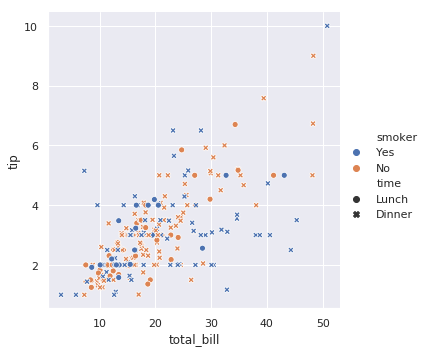 10
8
6
4
2
tip
10
20
30
40
50
total_bill
smoker
Yes
No
time
Lunch
Dinner